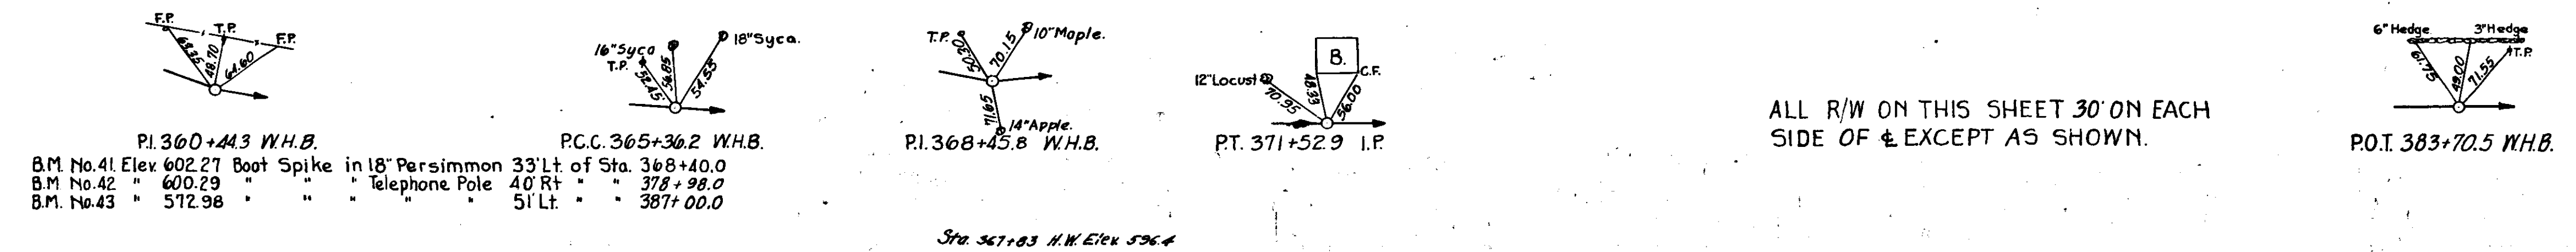 F.P.
T.P.
F.P.
69.35
48.70
64.60
P.I. 360+44.3 W.H.B.
16" Syca
T.P.
18" Syca.
52.45
56.85
54.55
P.C.C. 365+36.2 W.H.B.
T.P.
10" Maple.
50.30
70.15
71.65
14" Apple.
P.I. 368+45.8 W.H.B.
B.
C.F.
12" Locust
70.95
48.33
56.00
P.T. 371+52.9 I.P.
ALL R/W ON THIS SHEET 30' ON EACH
SIDE OF ℄ EXCEPT AS SHOWN.
6" Hedge
3" Hedge
T.P.
61.75
49.00
71.55
P.O.T. 383+70.5 W.H.B.
B.M. No.41. Elev. 602.27 Boat Spike in 18" Persimmon 33' Lt. of Sta. 368+40.0
B.M. No.42 " 600.29 " " " Telephone Pole 40' Rt " " 378+98.0
B.M. No.43 " 572.98 " " " " " 51' Lt. " " 387+00.0
Sta. 367+83 H.W. Elev. 596.4